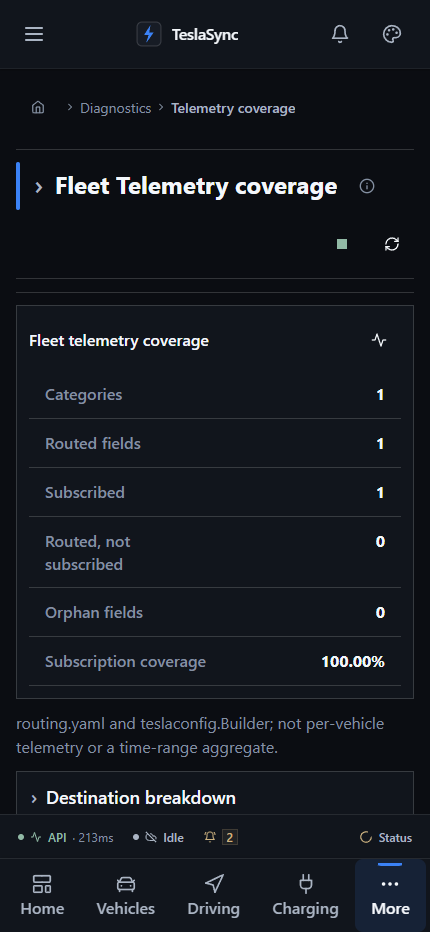 TeslaSync
Diagnostics › Telemetry coverage
› Fleet Telemetry coverage
Fleet telemetry coverage
Categories 1
Routed fields 1
Subscribed 1
Routed, not 0
subscribed
Orphan fields 0
Subscription coverage 100.00%
routing.yaml and teslaconfig.Builder; not per-vehicle
telemetry or a time-range aggregate.
› Destination breakdown
API · 213ms Idle 2 Status
Home Vehicles Driving Charging More